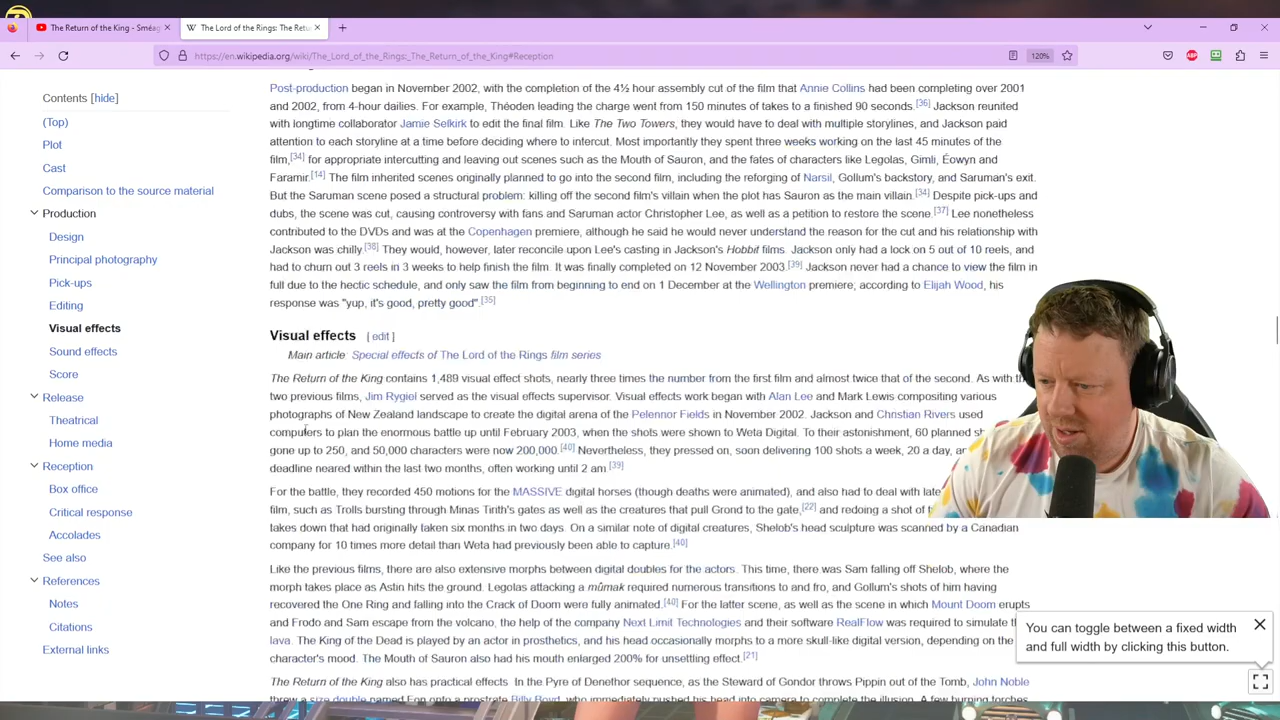 The Return of the King - Sméag
The Lord of the Rings: The Retu
https://en.wikipedia.org/wiki/The_Lord_of_the_Rings:_The_Return_of_the_King#Reception
120%
Contents [hide]
(Top)
Plot
Cast
Comparison to the source material
Production
Design
Principal photography
Pick-ups
Editing
Visual effects
Sound effects
Score
Release
Theatrical
Home media
Reception
Box office
Critical response
Accolades
See also
References
Notes
Citations
External links
Post-production began in November 2002, with the completion of the 4½ hour assembly cut of the film that Annie Collins had been completing over 2001
and 2002, from 4-hour dailies. For example, Théoden leading the charge went from 150 minutes of takes to a finished 90 seconds.[36] Jackson reunited
with longtime collaborator Jamie Selkirk to edit the final film. Like The Two Towers, they would have to deal with multiple storylines, and Jackson paid
attention to each storyline at a time before deciding where to intercut. Most importantly they spent three weeks working on the last 45 minutes of the
film,[34] for appropriate intercutting and leaving out scenes such as the Mouth of Sauron, and the fates of characters like Legolas, Gimli, Éowyn and
Faramir.[14] The film inherited scenes originally planned to go into the second film, including the reforging of Narsil, Gollum's backstory, and Saruman's exit.
But the Saruman scene posed a structural problem: killing off the second film's villain when the plot has Sauron as the main villain.[34] Despite pick-ups and
dubs, the scene was cut, causing controversy with fans and Saruman actor Christopher Lee, as well as a petition to restore the scene.[37] Lee nonetheless
contributed to the DVDs and was at the Copenhagen premiere, although he said he would never understand the reason for the cut and his relationship with
Jackson was chilly.[38] They would, however, later reconcile upon Lee's casting in Jackson's Hobbit films. Jackson only had a lock on 5 out of 10 reels, and
had to churn out 3 reels in 3 weeks to help finish the film. It was finally completed on 12 November 2003.[39] Jackson never had a chance to view the film in
full due to the hectic schedule, and only saw the film from beginning to end on 1 December at the Wellington premiere; according to Elijah Wood, his
response was "yup, it's good, pretty good".[35]
Visual effects [ edit ]
Main article: Special effects of The Lord of the Rings film series
The Return of the King contains 1,489 visual effect shots, nearly three times the number from the first film and almost twice that of the second. As with th
two previous films, Jim Rygiel served as the visual effects supervisor. Visual effects work began with Alan Lee and Mark Lewis compositing various
photographs of New Zealand landscape to create the digital arena of the Pelennor Fields in November 2002. Jackson and Christian Rivers used
computers to plan the enormous battle up until February 2003, when the shots were shown to Weta Digital. To their astonishment, 60 planned
gone up to 250, and 50,000 characters were now 200,000.[40] Nevertheless, they pressed on, soon delivering 100 shots a week, 20 a day,
deadline neared within the last two months, often working until 2 am.[39]
For the battle, they recorded 450 motions for the MASSIVE digital horses (though deaths were animated), and also had to deal with late
film, such as Trolls bursting through Minas Tirith's gates as well as the creatures that pull Grond to the gate,[22] and redoing a shot of
takes down that had originally taken six months in two days. On a similar note of digital creatures, Shelob's head sculpture was scanned by a Canadian
company for 10 times more detail than Weta had previously been able to capture.[40]
Like the previous films, there are also extensive morphs between digital doubles for the actors. This time, there was Sam falling off Shelob, where the
morph takes place as Astin hits the ground. Legolas attacking a mûmak required numerous transitions to and fro, and Gollum's shots of him having
recovered the One Ring and falling into the Crack of Doom were fully animated.[40] For the latter scene, as well as the scene in which Mount Doom erupts
and Frodo and Sam escape from the volcano, the help of the company Next Limit Technologies and their software RealFlow was required to simulate
lava. The King of the Dead is played by an actor in prosthetics, and his head occasionally morphs to a more skull-like digital version, depending on the
character's mood. The Mouth of Sauron also had his mouth enlarged 200% for unsettling effect.[21]
The Return of the King also has practical effects. In the Pyre of Denethor sequence, as the Steward of Gondor throws Pippin out of the Tomb, John Noble
threw a size double named Fon onto a prostrate Billy Boyd, who immediately pushed his head into camera to complete the illusion. A few burning torches
You can toggle between a fixed width
and full width by clicking this button.